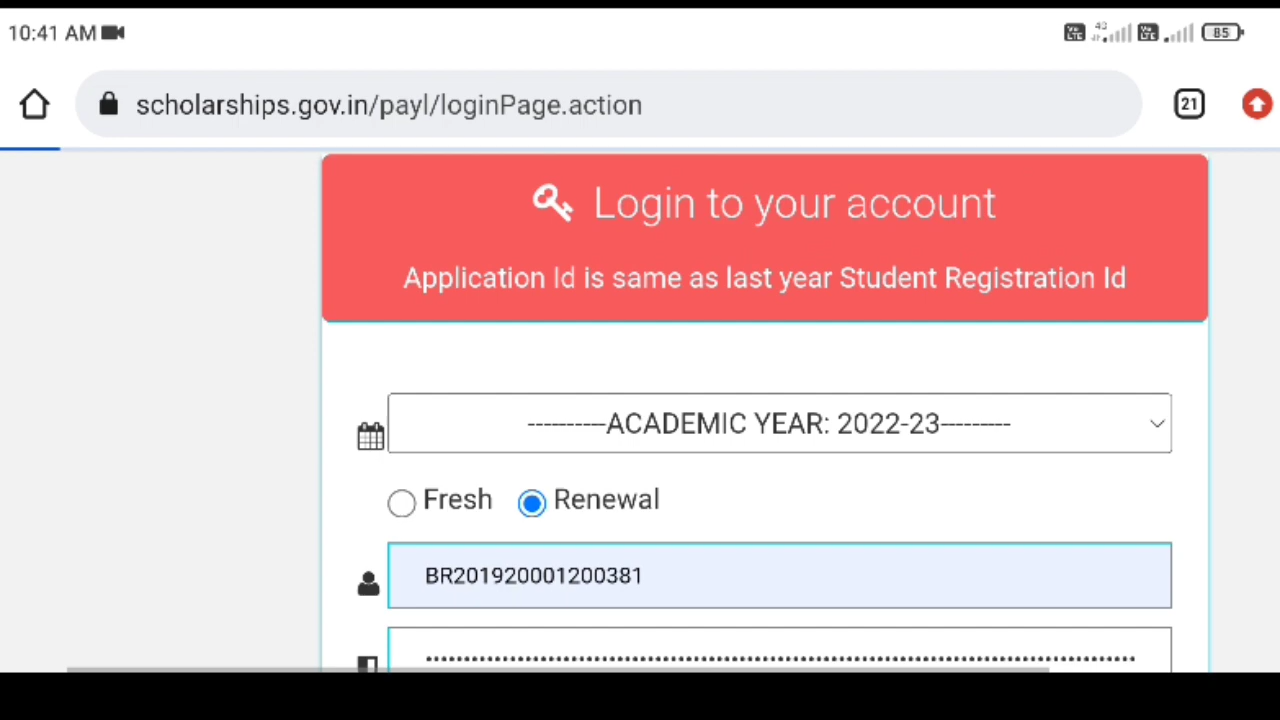 10:41 AM
4G
85
scholarships.gov.in/payl/loginPage.action
21
Login to your account
Application Id is same as last year Student Registration Id
----------ACADEMIC YEAR: 2022-23---------
Fresh Renewal
BR201920001200381